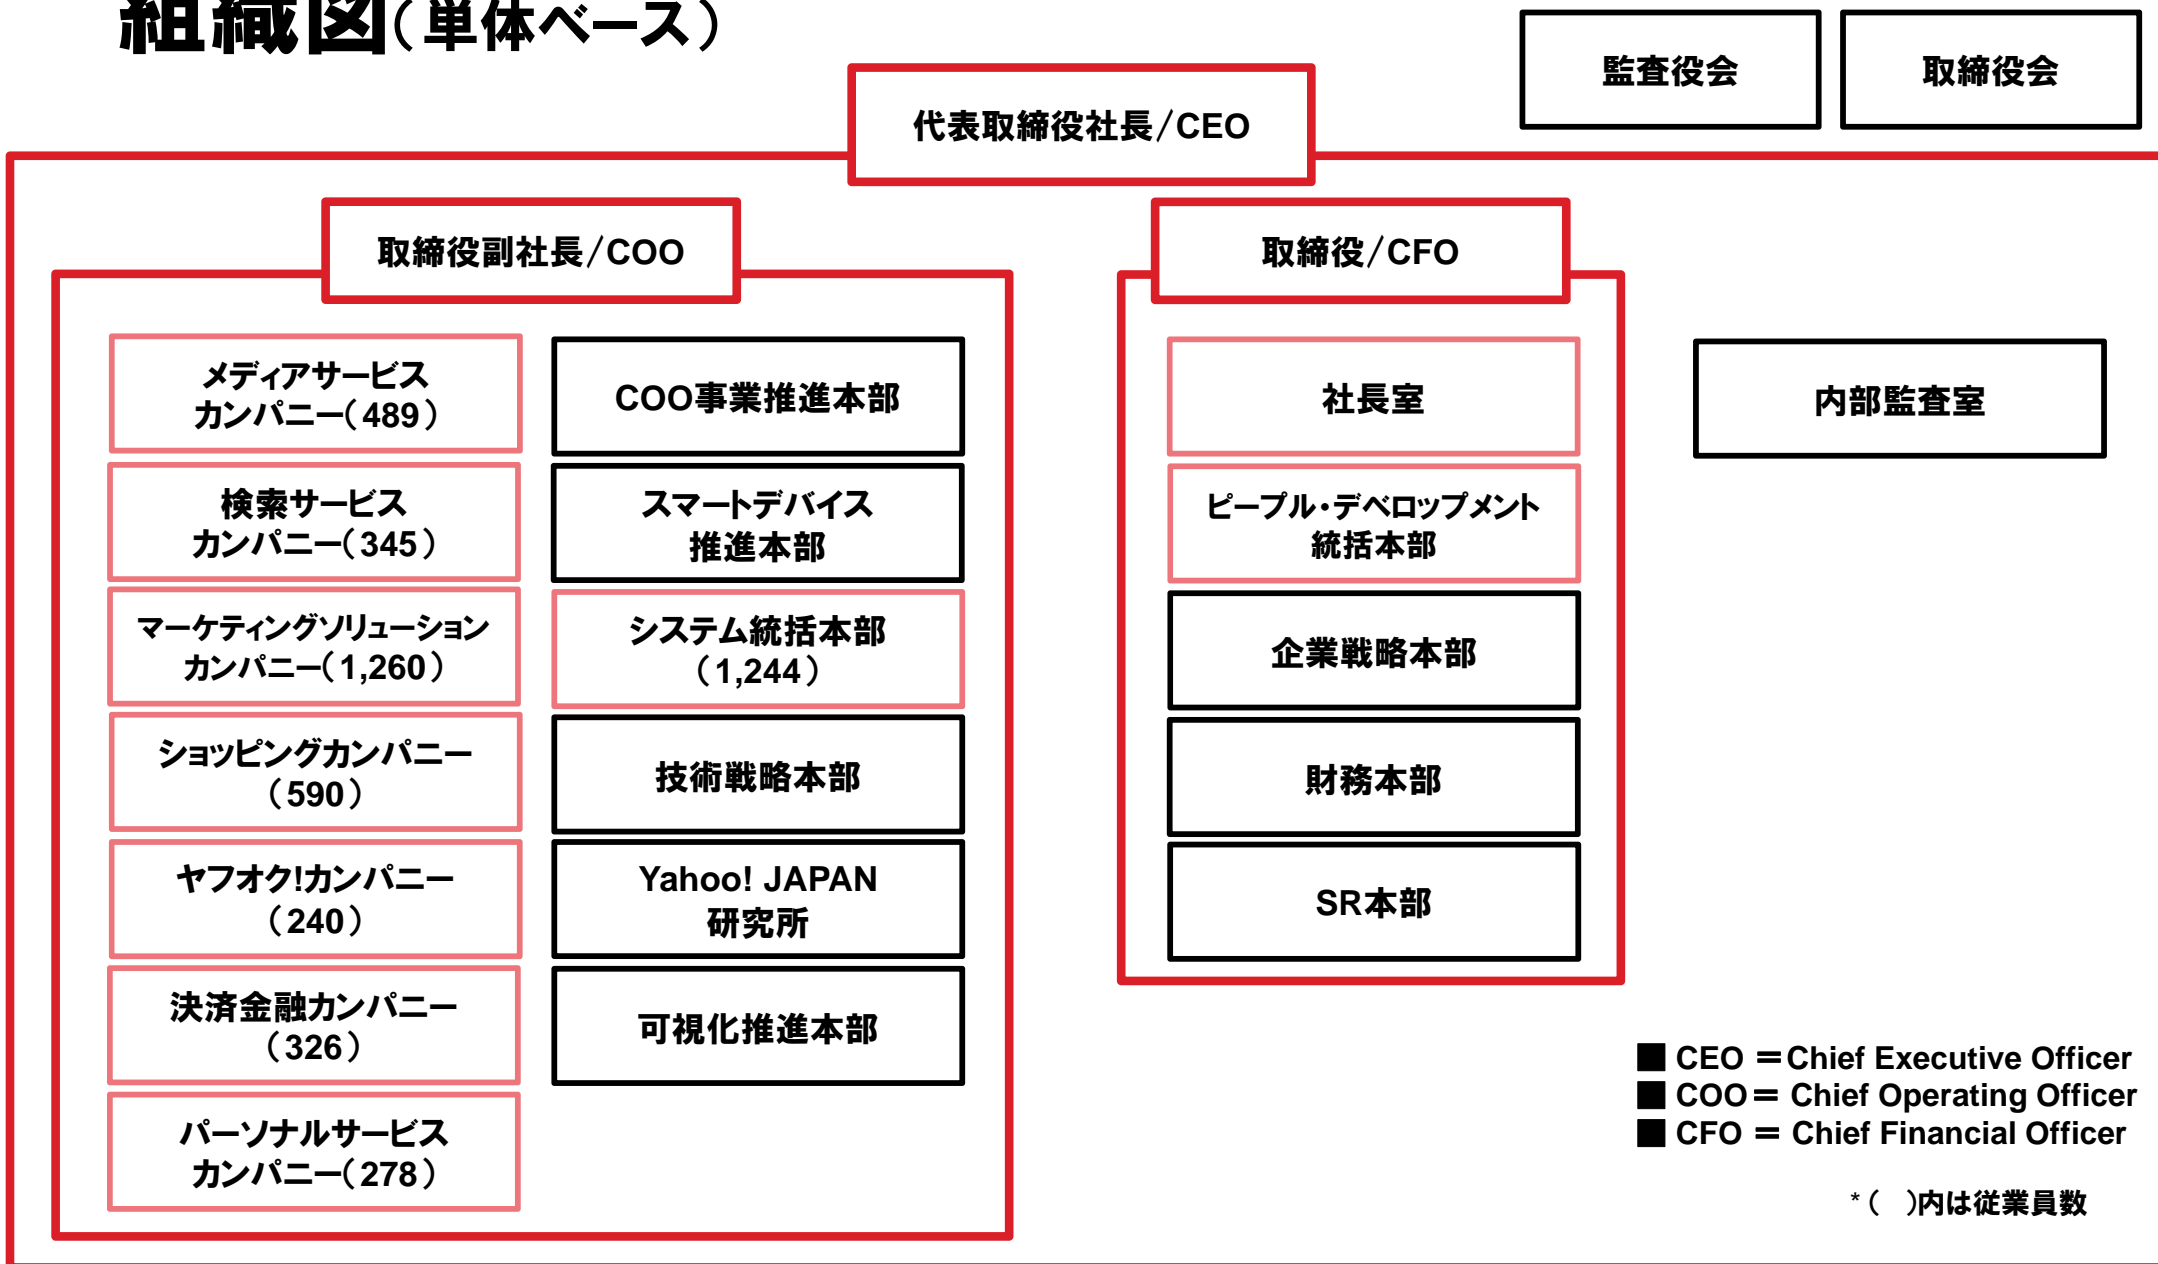 組織図（単体ベース）
監査役会
取締役会
代表取締役社長/CEO
取締役副社長/COO
取締役/CFO
メディアサービス
カンパニー（489）
検索サービス
カンパニー（345）
マーケティングソリューション
カンパニー（1,260）
ショッピングカンパニー
（590）
ヤフオク!カンパニー
（240）
決済金融カンパニー
（326）
パーソナルサービス
カンパニー（278）
COO事業推進本部
スマートデバイス
推進本部
システム統括本部
（1,244）
技術戦略本部
Yahoo! JAPAN
研究所
可視化推進本部
社長室
ピープル・デベロップメント
統括本部
企業戦略本部
財務本部
SR本部
内部監査室
■ CEO ＝Chief Executive Officer
■ COO＝ Chief Operating Officer
■ CFO ＝ Chief Financial Officer
*（　）内は従業員数